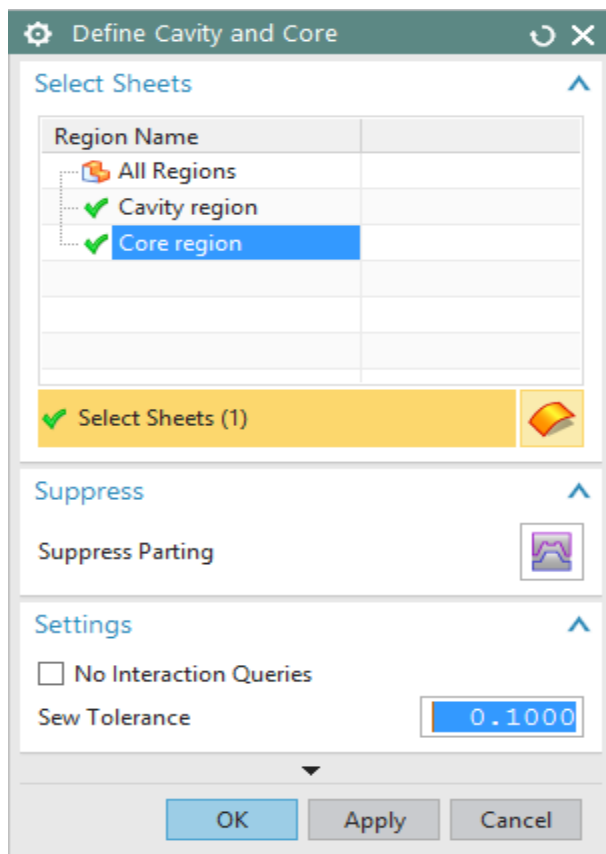 Define Cavity and Core
Select Sheets
Region Name
All Regions
Cavity region
Core region
Select Sheets (1)
Suppress
Suppress Parting
Settings
No Interaction Queries
Sew Tolerance 0.1000
OK Apply Cancel